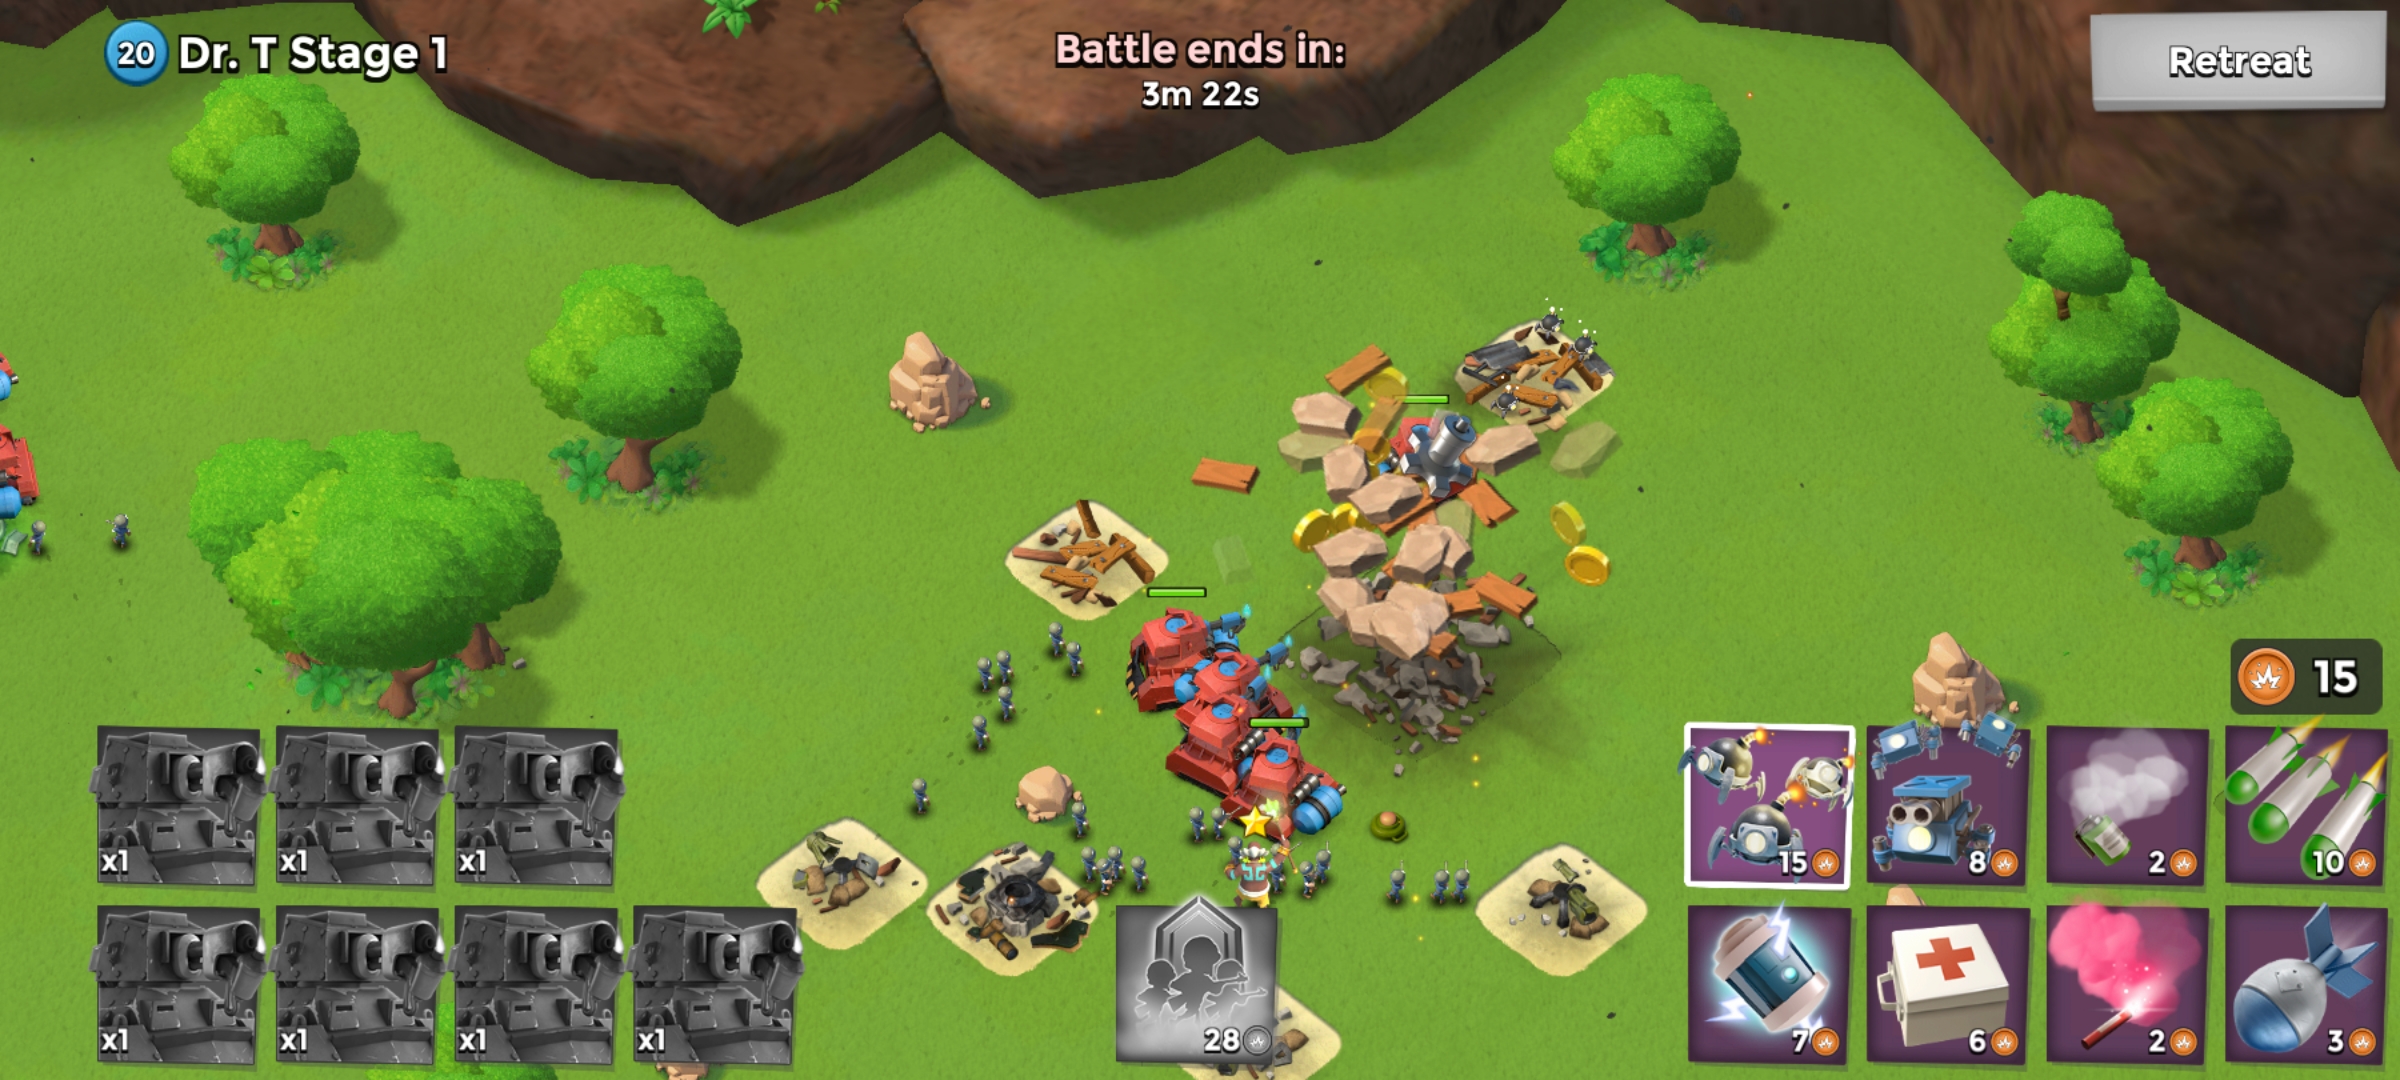 20 Dr. T Stage 1
Battle ends in:
3m 22s
Retreat
15
x1 x1 x1
15 8 2 10
x1 x1 x1 x1
28
7 6 2 3